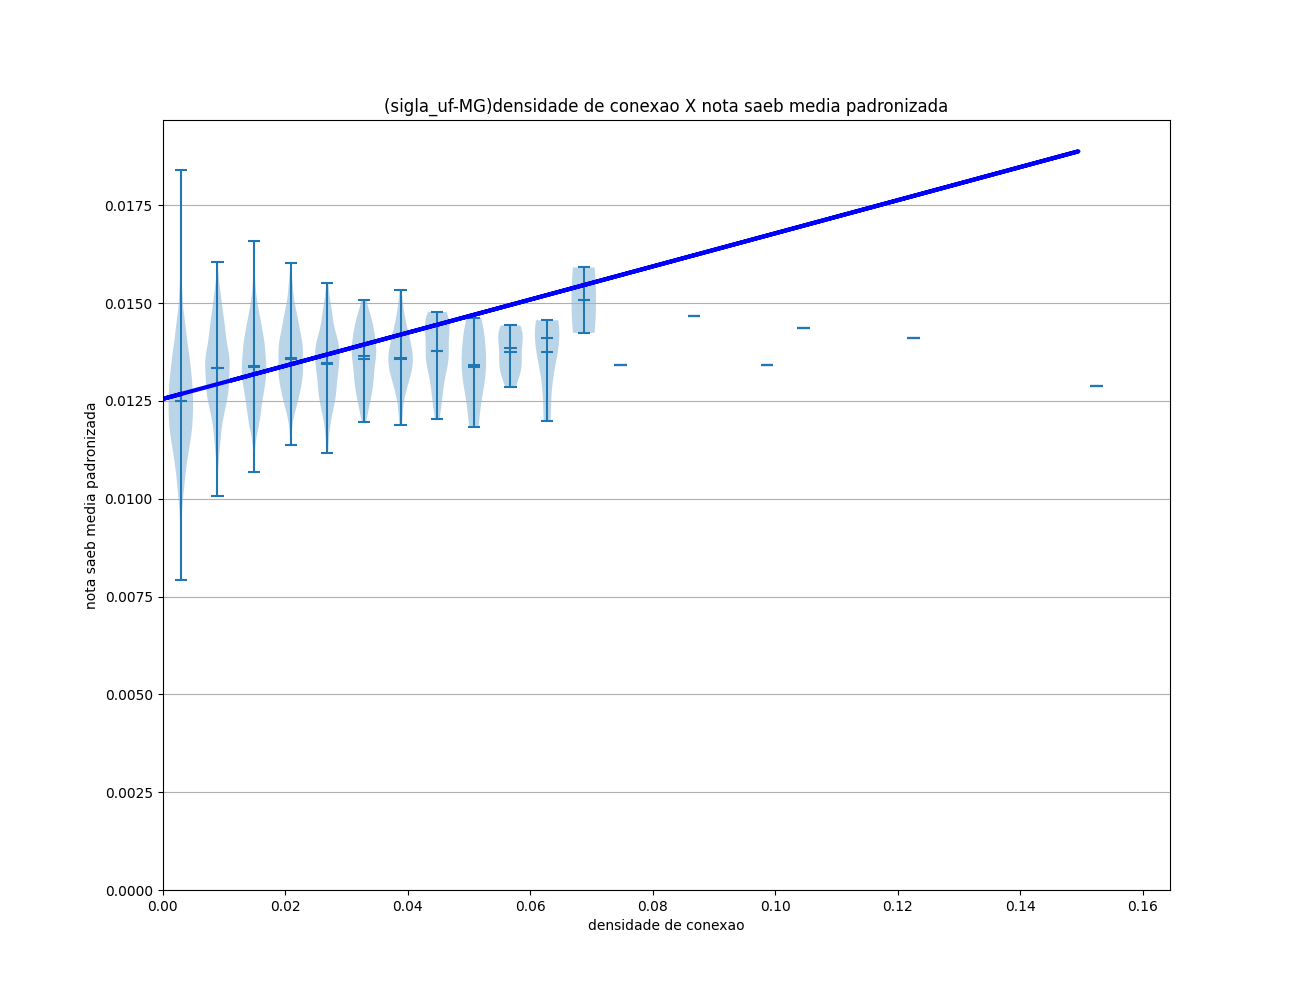 (sigla_uf-MG)densidade de conexao X nota saeb media padronizada
nota saeb media padronizada
0.0175
0.0150
0.0125
0.0100
0.0075
0.0050
0.0025
0.0000
0.00 0.02 0.04 0.06 0.08 0.10 0.12 0.14 0.16
densidade de conexao